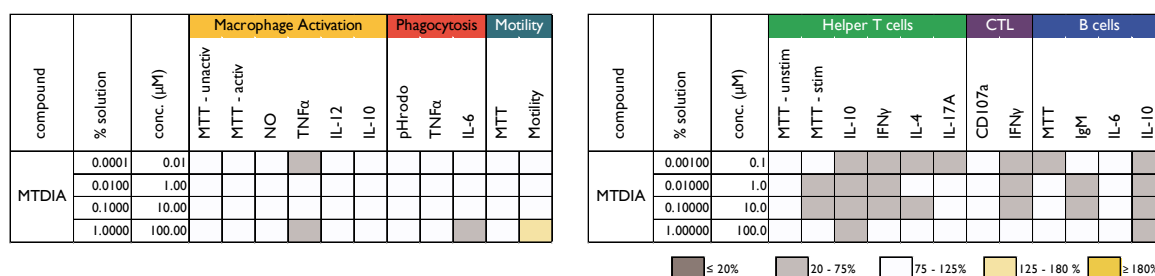 Macrophage Activation Phagocytosis Motility
compound % solution conc. (µM) MTT - unactiv MTT - activ NO TNFα IL-12 IL-10 pHrodo TNFα IL-6 MTT Motility
MTDIA
0.0001 0.01
0.0100 1.00
0.1000 10.00
1.0000 100.00
Helper T cells CTL B cells
compound % solution conc. (µM) MTT - unstim MTT - stim IL-10 IFNγ IL-4 IL-17A CD107a IFNγ MTT IgM IL-6 IL-10
MTDIA
0.00100 0.1
0.01000 1.0
0.10000 10.0
1.00000 100.0
≤ 20% 20 - 75% 75 - 125% 125 - 180 % ≥ 180%